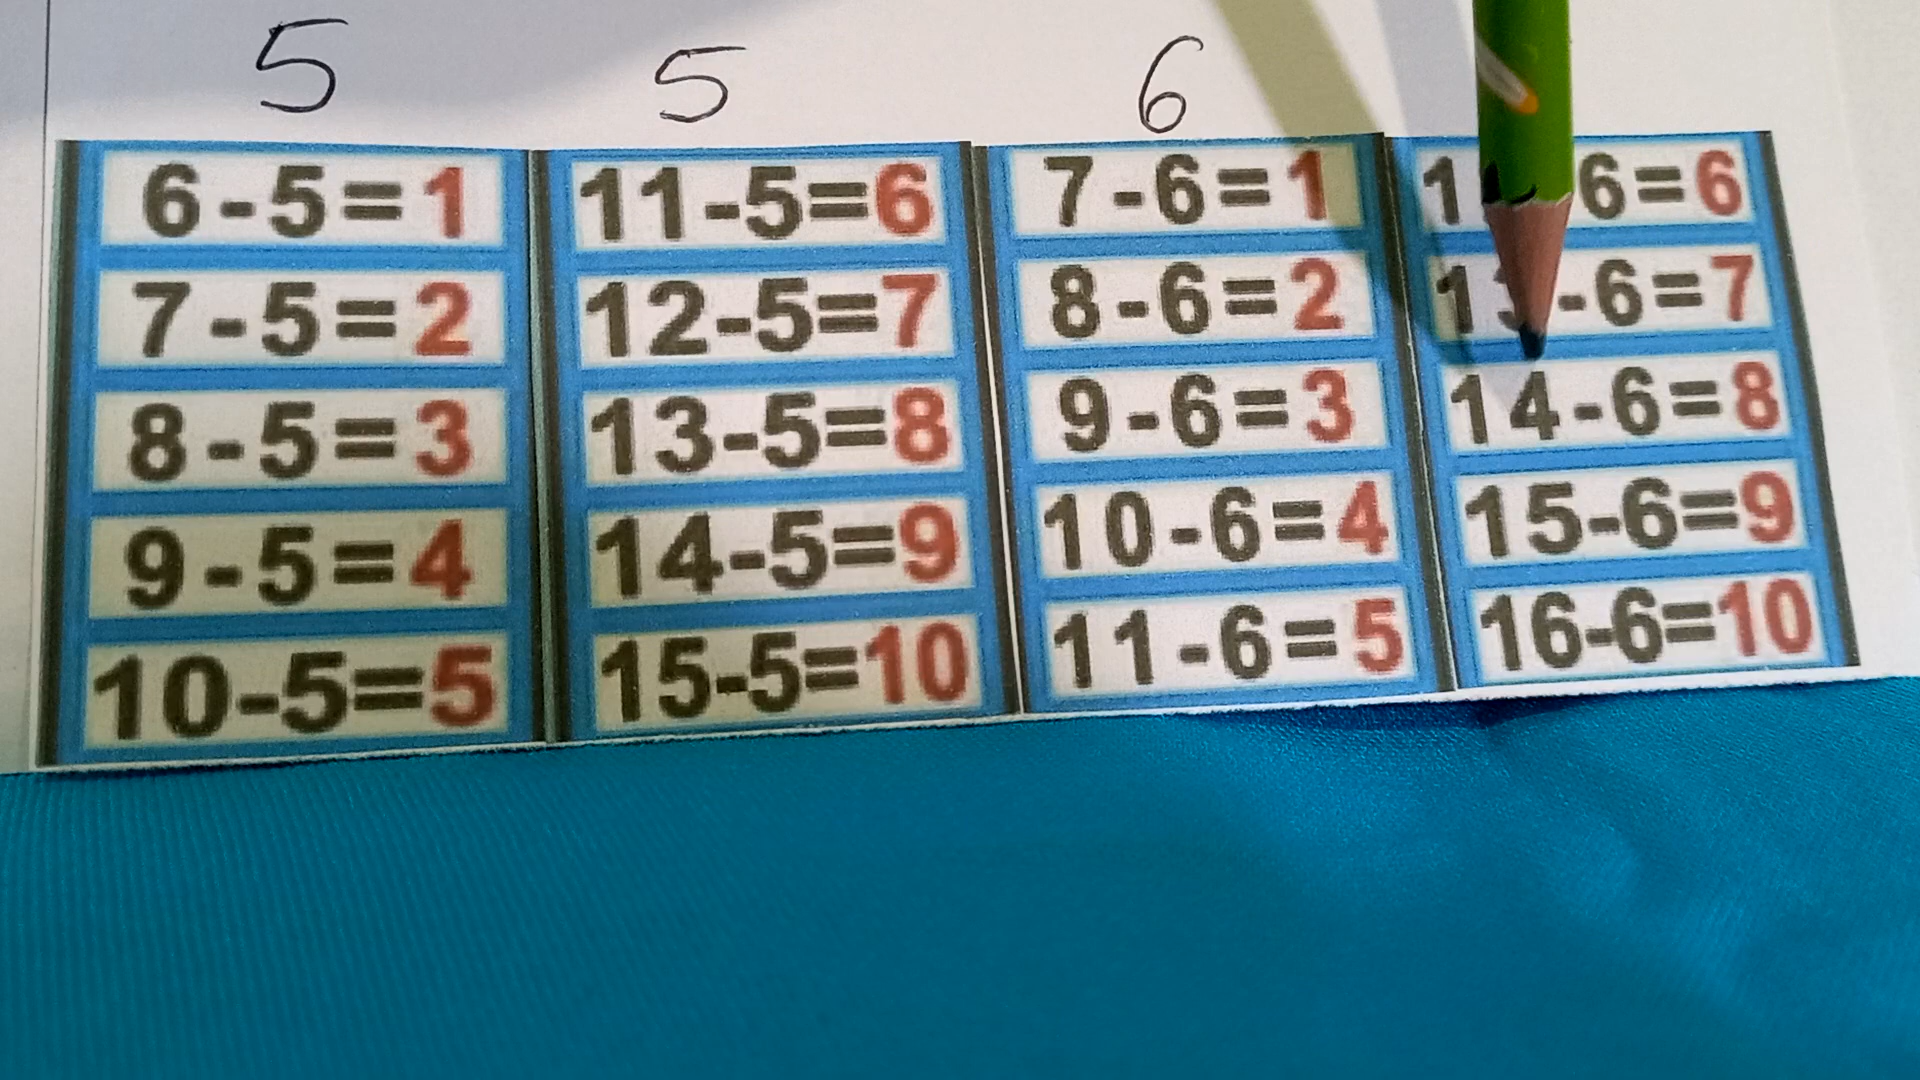 5 5 6
6 - 5 = 1
7 - 5 = 2
8 - 5 = 3
9 - 5 = 4
10-5=5
11-5=6
12-5=7
13-5=8
14-5=9
15-5=10
7 - 6 = 1
8 - 6 = 2
9 - 6 = 3
10 - 6 = 4
11 - 6 = 5
6=6
13-6=7
14-6=8
15-6=9
16-6=10